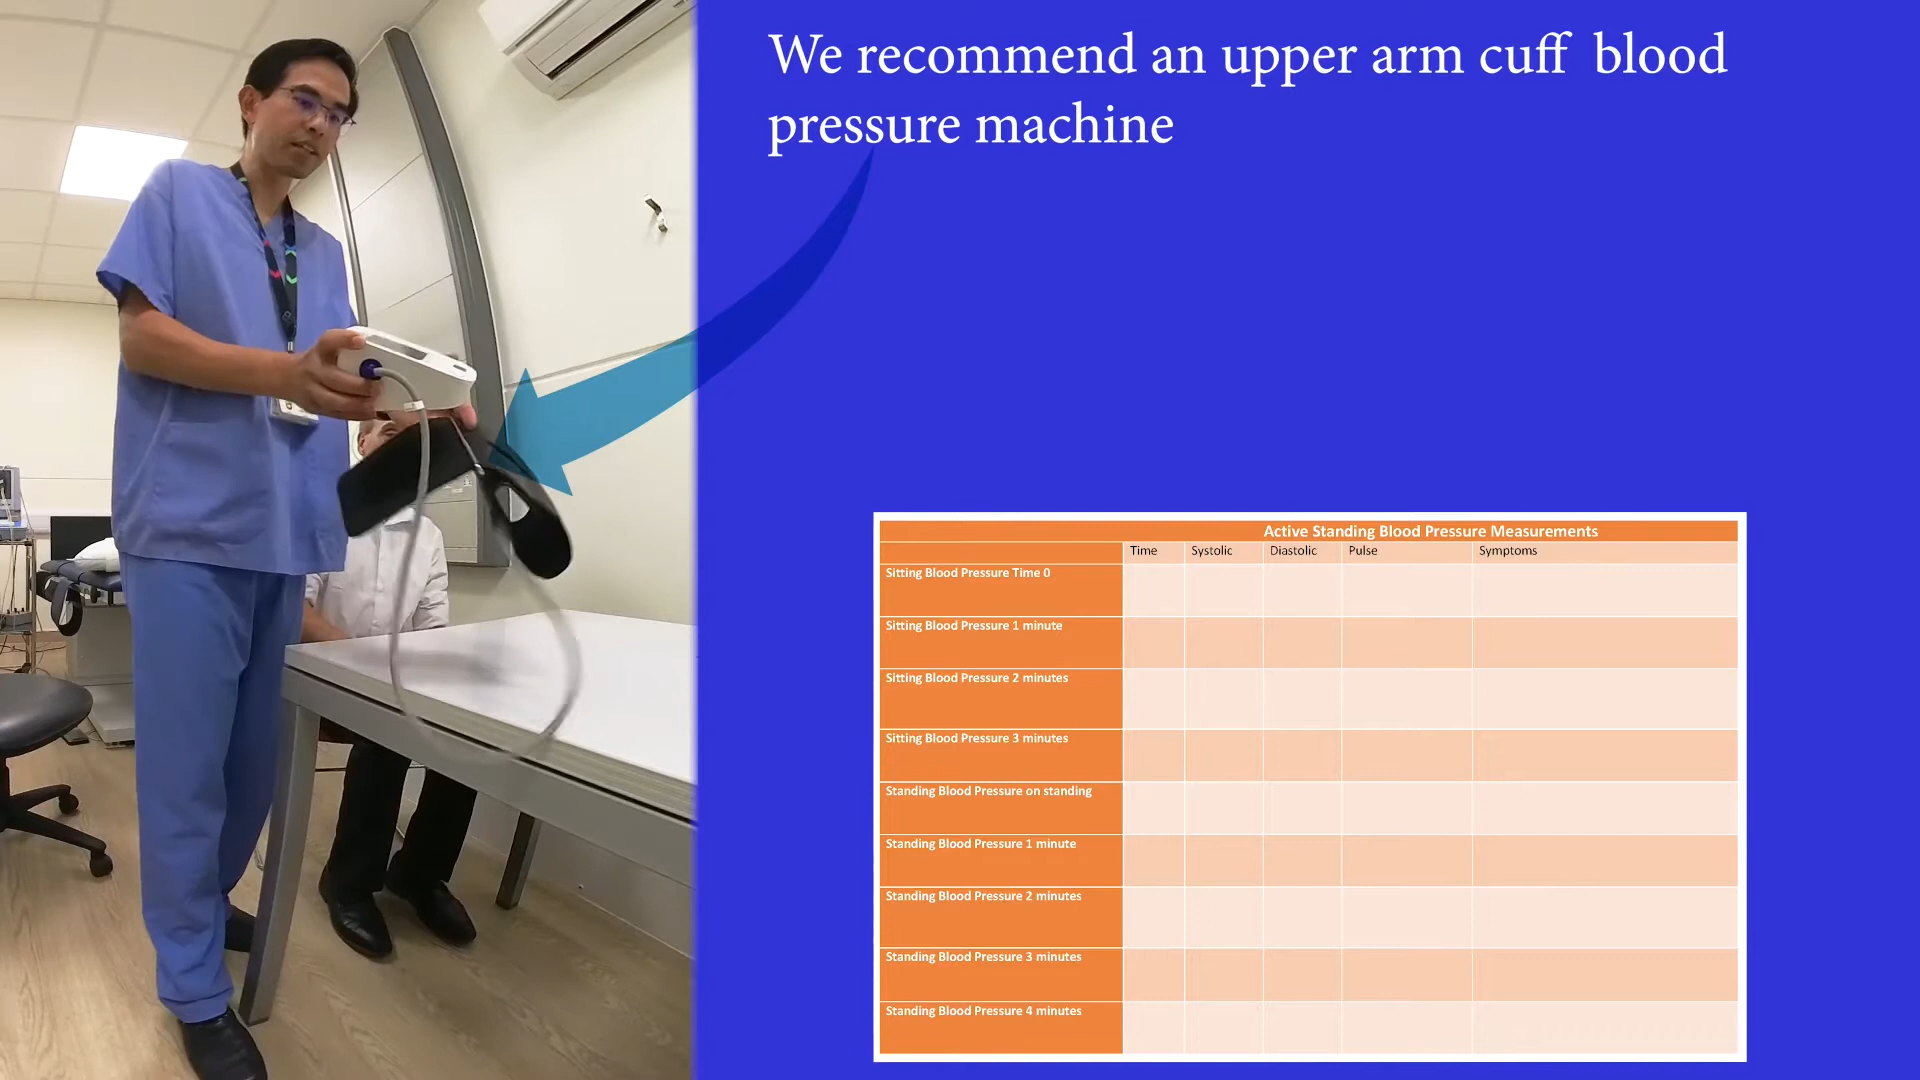 We recommend an upper arm cuff blood
pressure machine
Active Standing Blood Pressure Measurements
Time Systolic Diastolic Pulse Symptoms
Sitting Blood Pressure Time 0
Sitting Blood Pressure 1 minute
Sitting Blood Pressure 2 minutes
Sitting Blood Pressure 3 minutes
Standing Blood Pressure on standing
Standing Blood Pressure 1 minute
Standing Blood Pressure 2 minutes
Standing Blood Pressure 3 minutes
Standing Blood Pressure 4 minutes